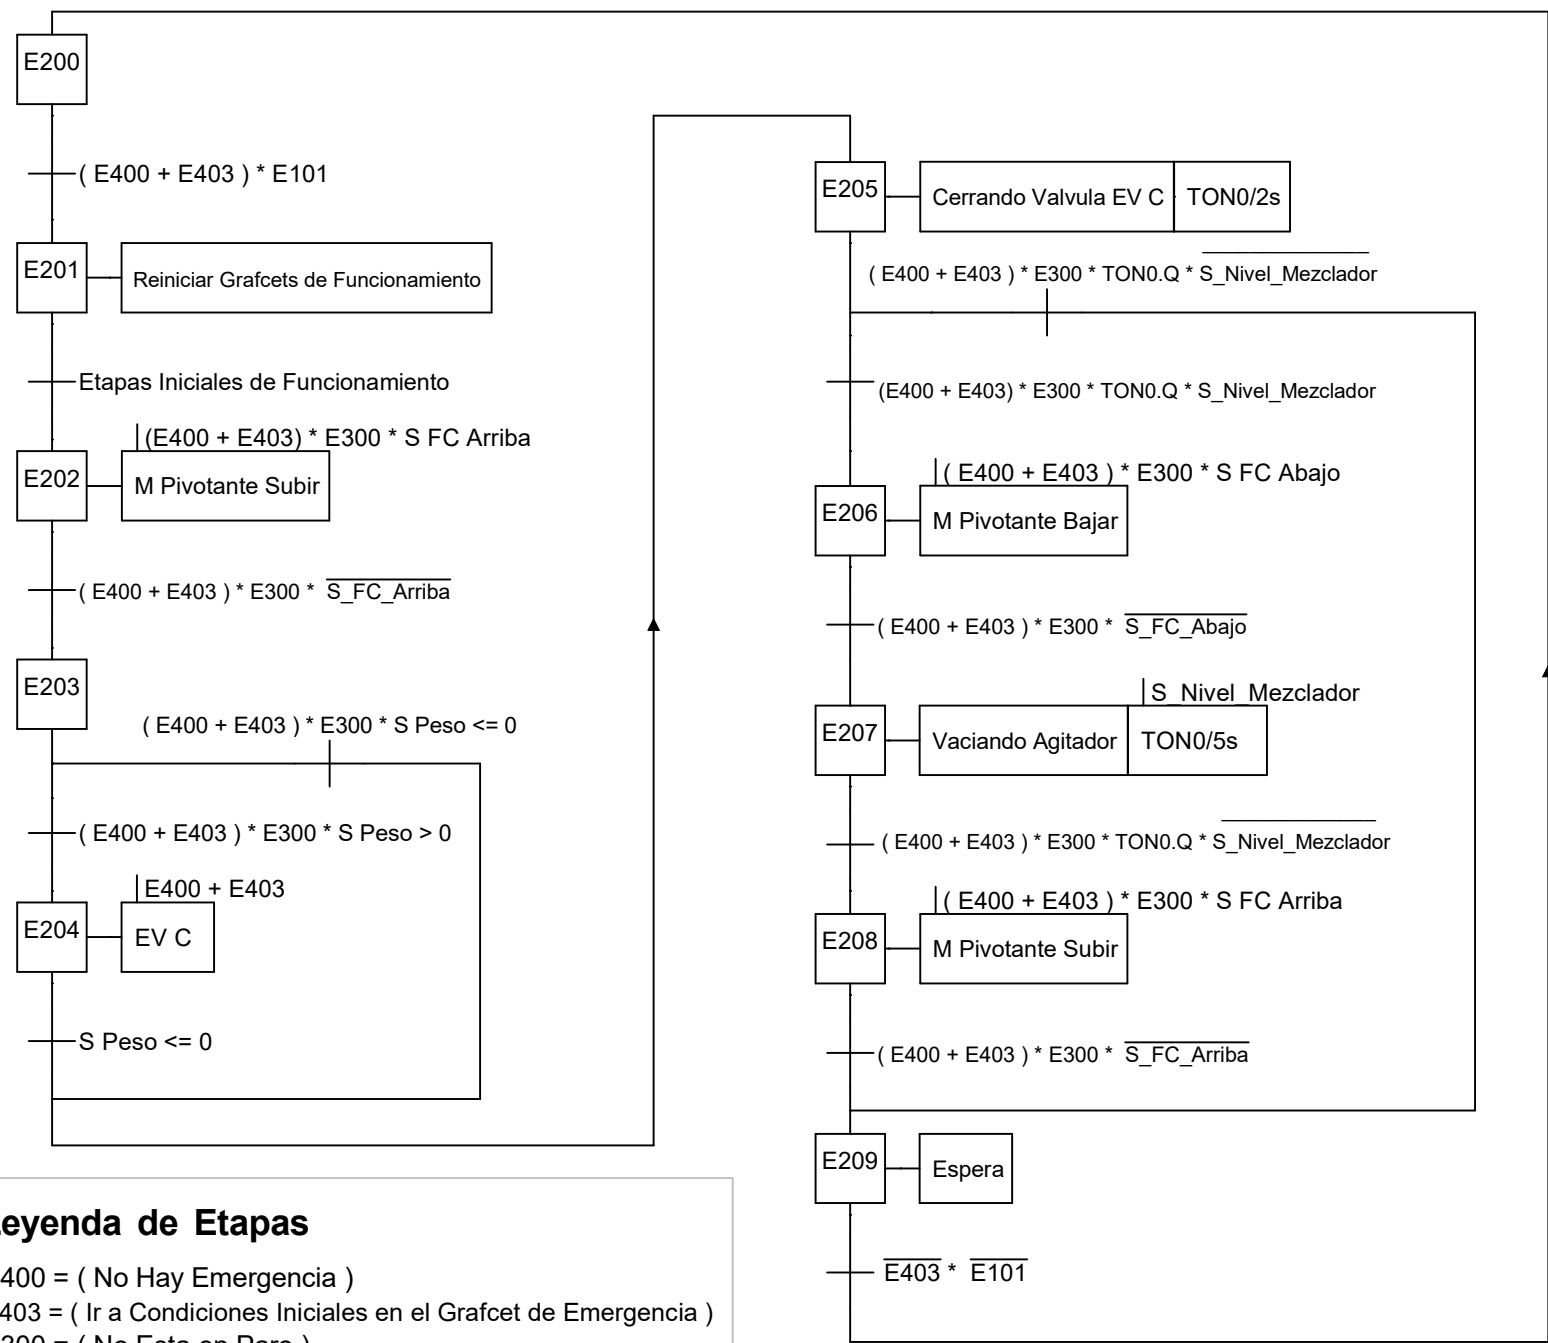 E200
( E400 + E403 ) * E101
E201
Reiniciar Grafcets de Funcionamiento
Etapas Iniciales de Funcionamiento
(E400 + E403) * E300 * S FC Arriba
E202
M Pivotante Subir
( E400 + E403 ) * E300 * S_FC_Arriba
E203
( E400 + E403 ) * E300 * S Peso <= 0
( E400 + E403 ) * E300 * S Peso > 0
E400 + E403
E204
EV C
S Peso <= 0
E205
Cerrando Valvula EV C
TON0/2s
( E400 + E403 ) * E300 * TON0.Q * S_Nivel_Mezclador
(E400 + E403) * E300 * TON0.Q * S_Nivel_Mezclador
( E400 + E403 ) * E300 * S FC Abajo
E206
M Pivotante Bajar
( E400 + E403 ) * E300 * S_FC_Abajo
S_Nivel_Mezclador
E207
Vaciando Agitador
TON0/5s
( E400 + E403 ) * E300 * TON0.Q * S_Nivel_Mezclador
( E400 + E403 ) * E300 * S FC Arriba
E208
M Pivotante Subir
( E400 + E403 ) * E300 * S_FC_Arriba
E209
Espera
E403 * E101
eyenda de Etapas
400 = ( No Hay Emergencia )
403 = ( Ir a Condiciones Iniciales en el Grafcet de Emergencia )
300 = ( No Esta en Paro )